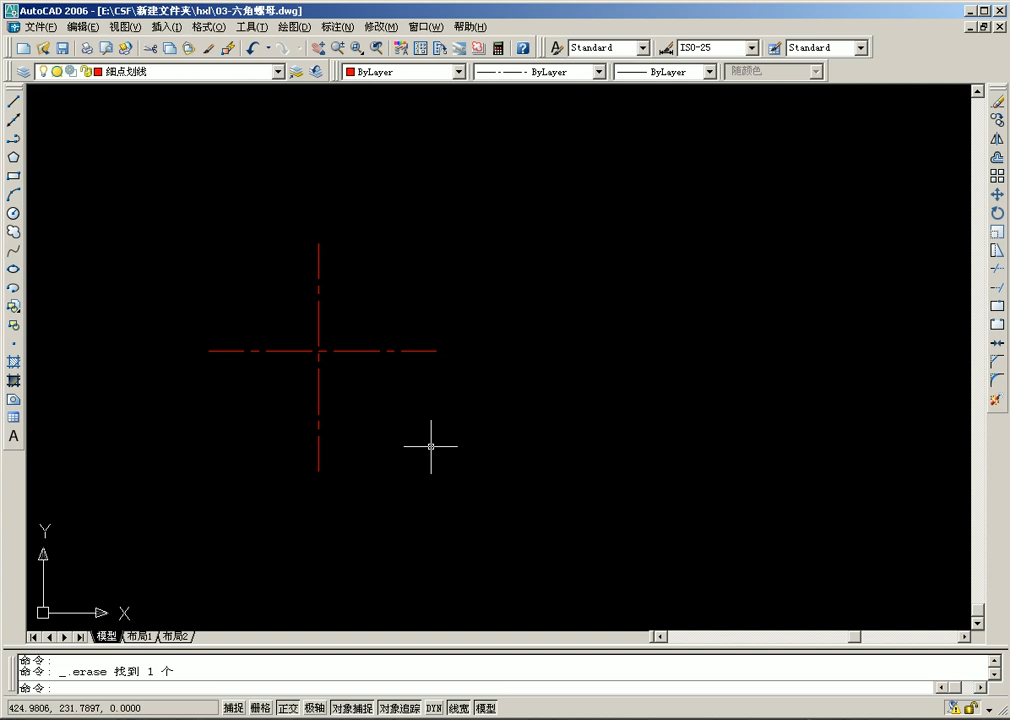 AutoCAD 2006 - [E:\CSF\新建文件夹\hxl\03-六角螺母.dwg]
文件(F) 编辑(E) 视图(V) 插入(I) 格式(O) 工具(T) 绘图(D) 标注(N) 修改(M) 窗口(W) 帮助(H)
Standard ISO-25 Standard
细点划线 ByLayer ByLayer ByLayer 随颜色
A
Y
X
模型 布局1 布局2
命令:
命令: _.erase 找到 1 个
命令:
424.9806, 231.7897, 0.0000 捕捉 栅格 正交 极轴 对象捕捉 对象追踪 DYN 线宽 模型